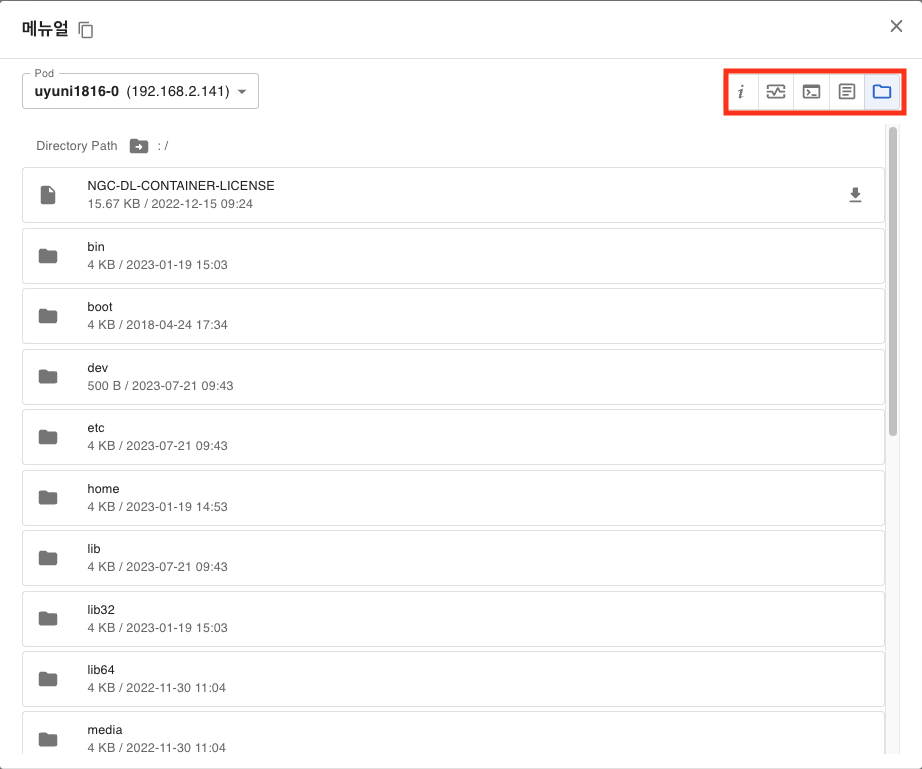 메뉴얼
Pod
uyuni1816-0 (192.168.2.141)
i
Directory Path : /
NGC-DL-CONTAINER-LICENSE
15.67 KB / 2022-12-15 09:24
bin
4 KB / 2023-01-19 15:03
boot
4 KB / 2018-04-24 17:34
dev
500 B / 2023-07-21 09:43
etc
4 KB / 2023-07-21 09:43
home
4 KB / 2023-01-19 14:53
lib
4 KB / 2023-07-21 09:43
lib32
4 KB / 2023-01-19 15:03
lib64
4 KB / 2022-11-30 11:04
media
4 KB / 2022-11-30 11:04